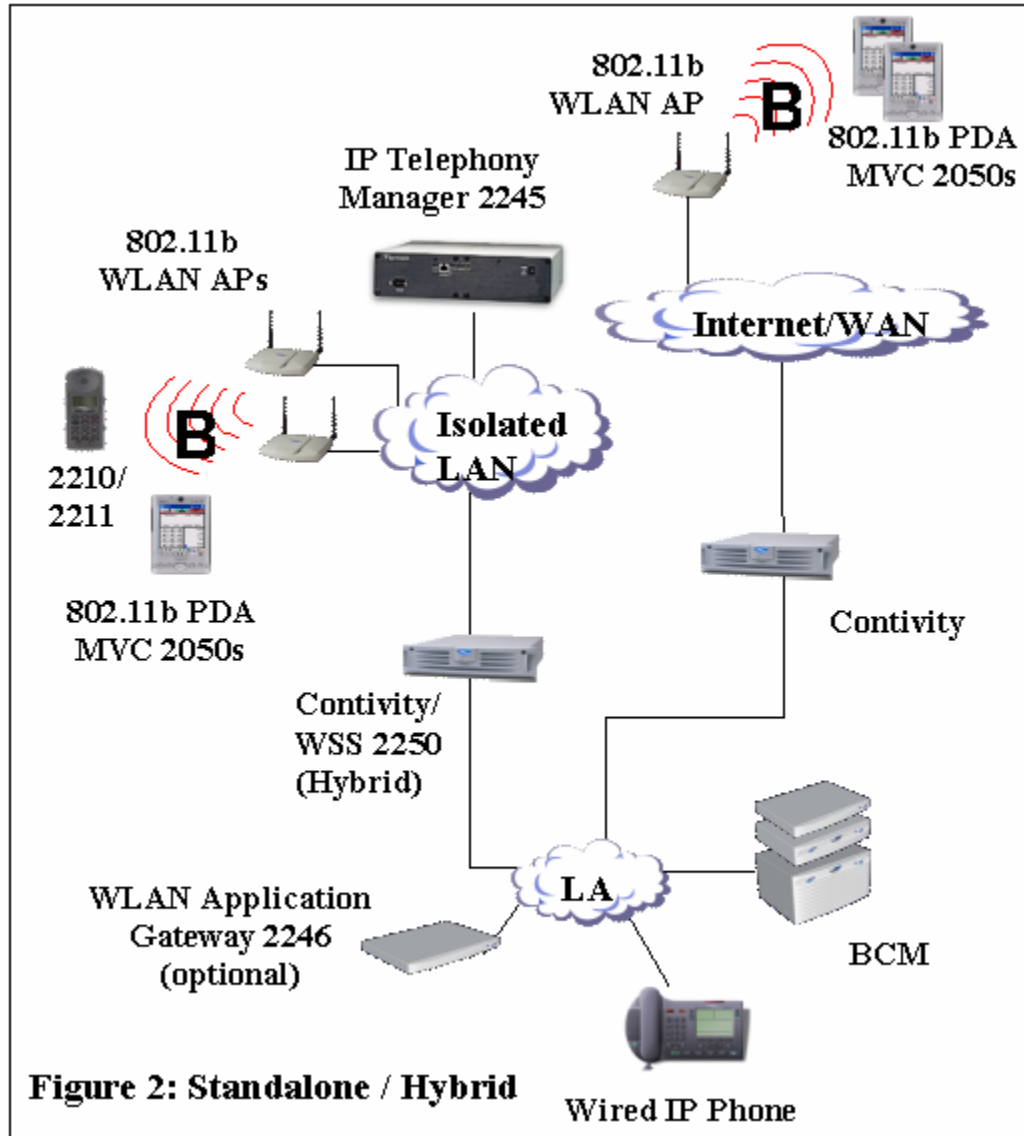 802.11b
WLAN AP
B
802.11b PDA
MVC 2050s
IP Telephony
Manager 2245
802.11b
WLAN APs
Internet/WAN
B
Isolated
LAN
2210/
2211
802.11b PDA
MVC 2050s
Contivity
Contivity/
WSS 2250
(Hybrid)
LA
WLAN Application
Gateway 2246
(optional)
BCM
Wired IP Phone
Figure 2: Standalone / Hybrid